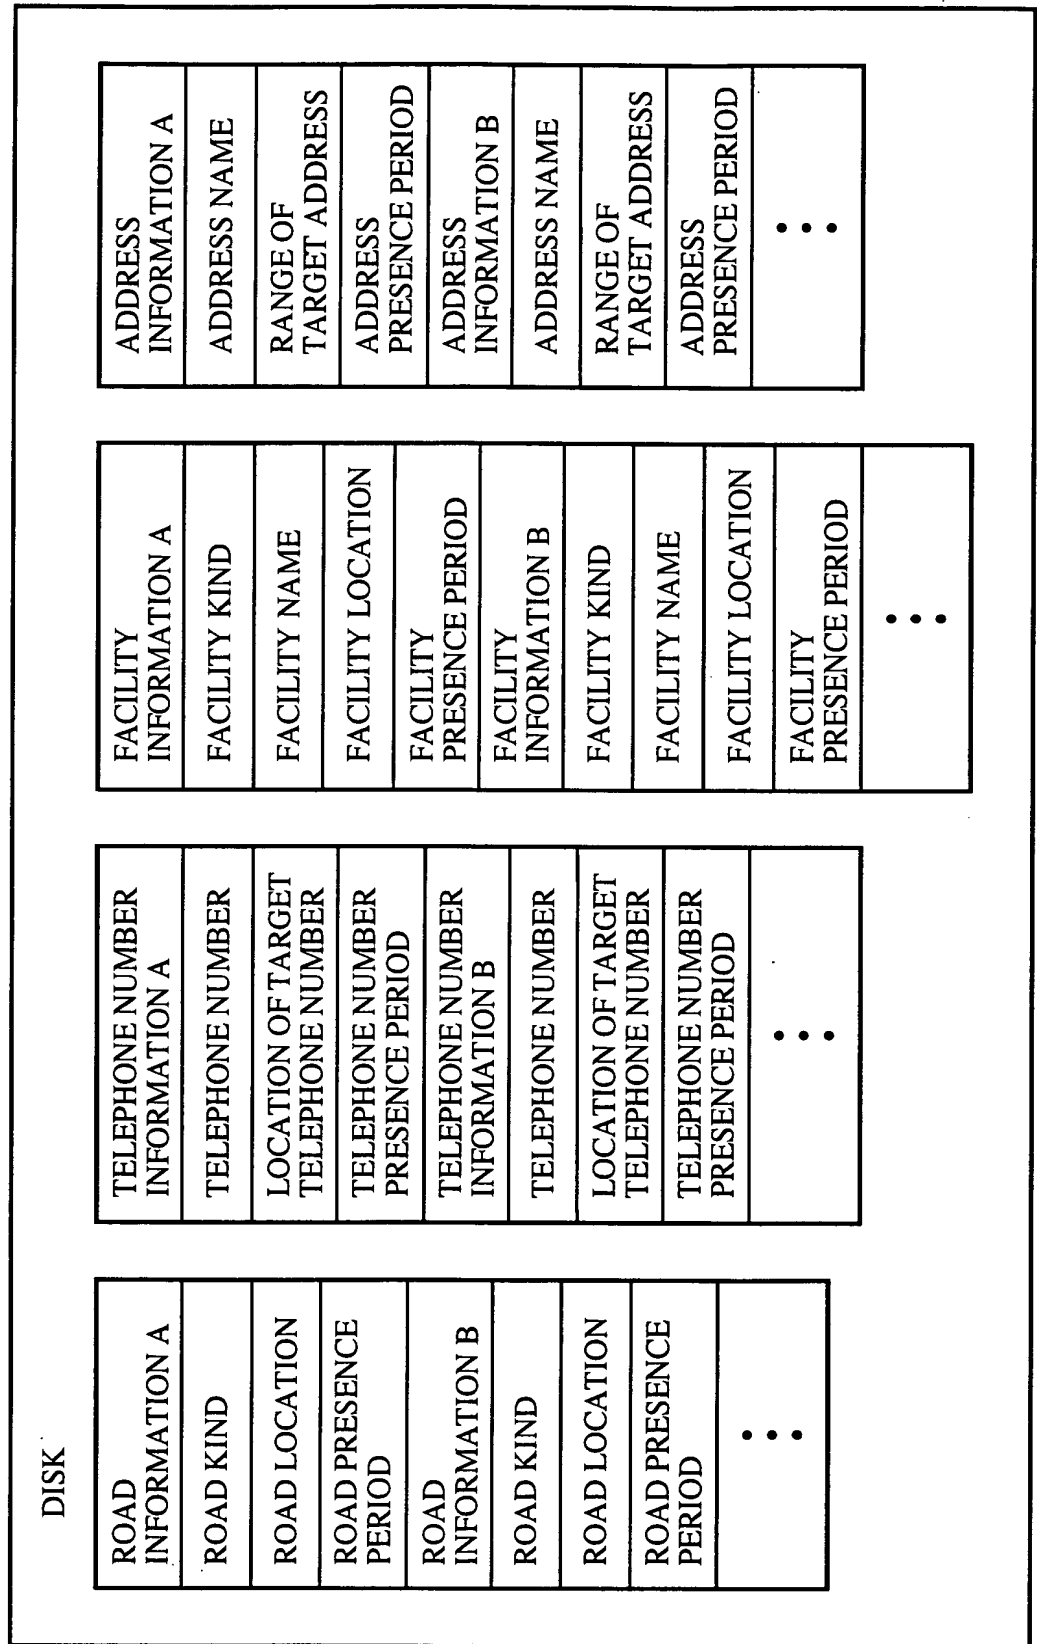 DISK
ROAD
INFORMATION A
ROAD KIND
ROAD LOCATION
ROAD PRESENCE
PERIOD
ROAD
INFORMATION B
ROAD KIND
ROAD LOCATION
ROAD PRESENCE
PERIOD
•••
TELEPHONE NUMBER
INFORMATION A
TELEPHONE NUMBER
LOCATION OF TARGET
TELEPHONE NUMBER
TELEPHONE NUMBER
PRESENCE PERIOD
TELEPHONE NUMBER
INFORMATION B
TELEPHONE NUMBER
LOCATION OF TARGET
TELEPHONE NUMBER
TELEPHONE NUMBER
PRESENCE PERIOD
•••
FACILITY
INFORMATION A
FACILITY KIND
FACILITY NAME
FACILITY LOCATION
FACILITY
PRESENCE PERIOD
FACILITY
INFORMATION B
FACILITY KIND
FACILITY NAME
FACILITY LOCATION
FACILITY
PRESENCE PERIOD
•••
ADDRESS
INFORMATION A
ADDRESS NAME
RANGE OF
TARGET ADDRESS
ADDRESS
PRESENCE PERIOD
ADDRESS
INFORMATION B
ADDRESS NAME
RANGE OF
TARGET ADDRESS
ADDRESS
PRESENCE PERIOD
•••